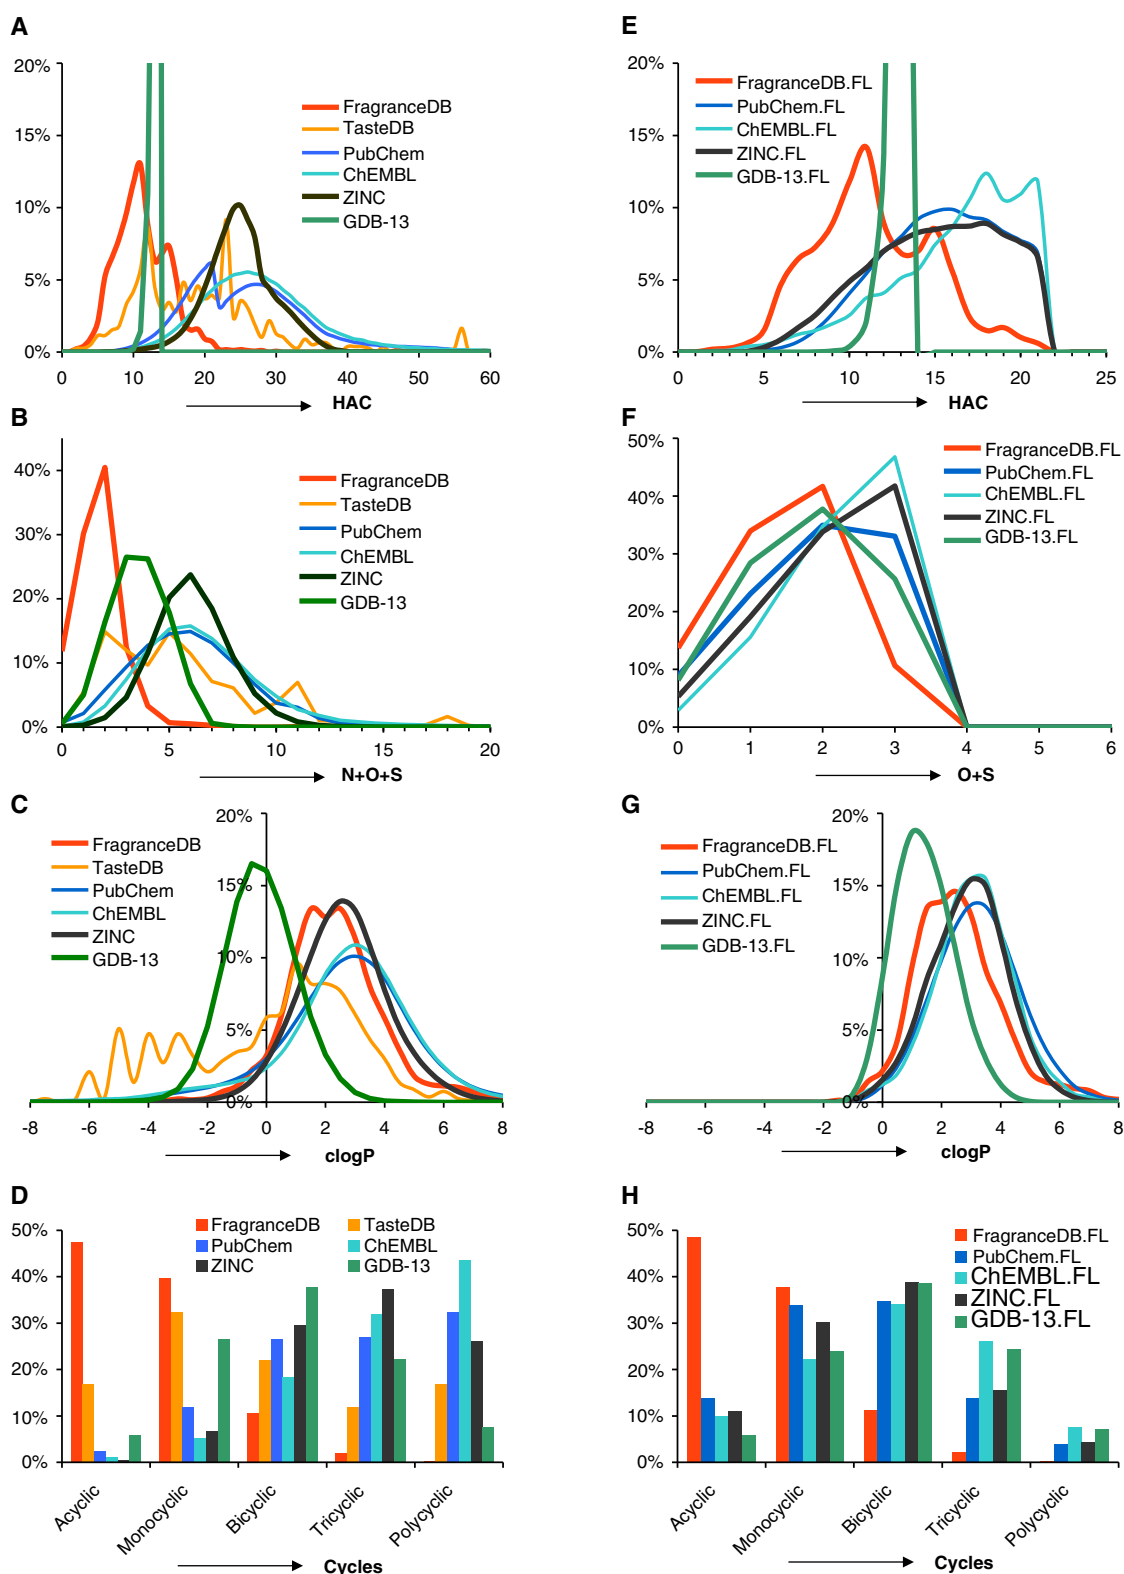 A
20%
15%
10%
5%
0%
FragranceDB
TasteDB
PubChem
ChEMBL
ZINC
GDB-13
0 10 20 30 40 50 60
HAC
B
40%
30%
20%
10%
0%
FragranceDB
TasteDB
PubChem
ChEMBL
ZINC
GDB-13
0 5 10 15 20
N+O+S
C
20%
15%
10%
5%
0%
FragranceDB
TasteDB
PubChem
ChEMBL
ZINC
GDB-13
-8 -6 -4 -2 0 2 4 6 8
clogP
D
50%
40%
30%
20%
10%
0%
FragranceDB TasteDB
PubChem ChEMBL
ZINC GDB-13
Acyclic Monocyclic Bicyclic Tricyclic Polycyclic
Cycles
E
20%
15%
10%
5%
0%
FragranceDB.FL
PubChem.FL
ChEMBL.FL
ZINC.FL
GDB-13.FL
0 5 10 15 20 25
HAC
F
50%
40%
30%
20%
10%
0%
FragranceDB.FL
PubChem.FL
ChEMBL.FL
ZINC.FL
GDB-13.FL
0 1 2 3 4 5 6
O+S
G
20%
15%
10%
5%
0%
FragranceDB.FL
PubChem.FL
ChEMBL.FL
ZINC.FL
GDB-13.FL
-8 -6 -4 -2 0 2 4 6 8
clogP
H
50%
40%
30%
20%
10%
0%
FragranceDB.FL
PubChem.FL
ChEMBL.FL
ZINC.FL
GDB-13.FL
Acyclic Monocyclic Bicyclic Tricyclic Polycyclic
Cycles